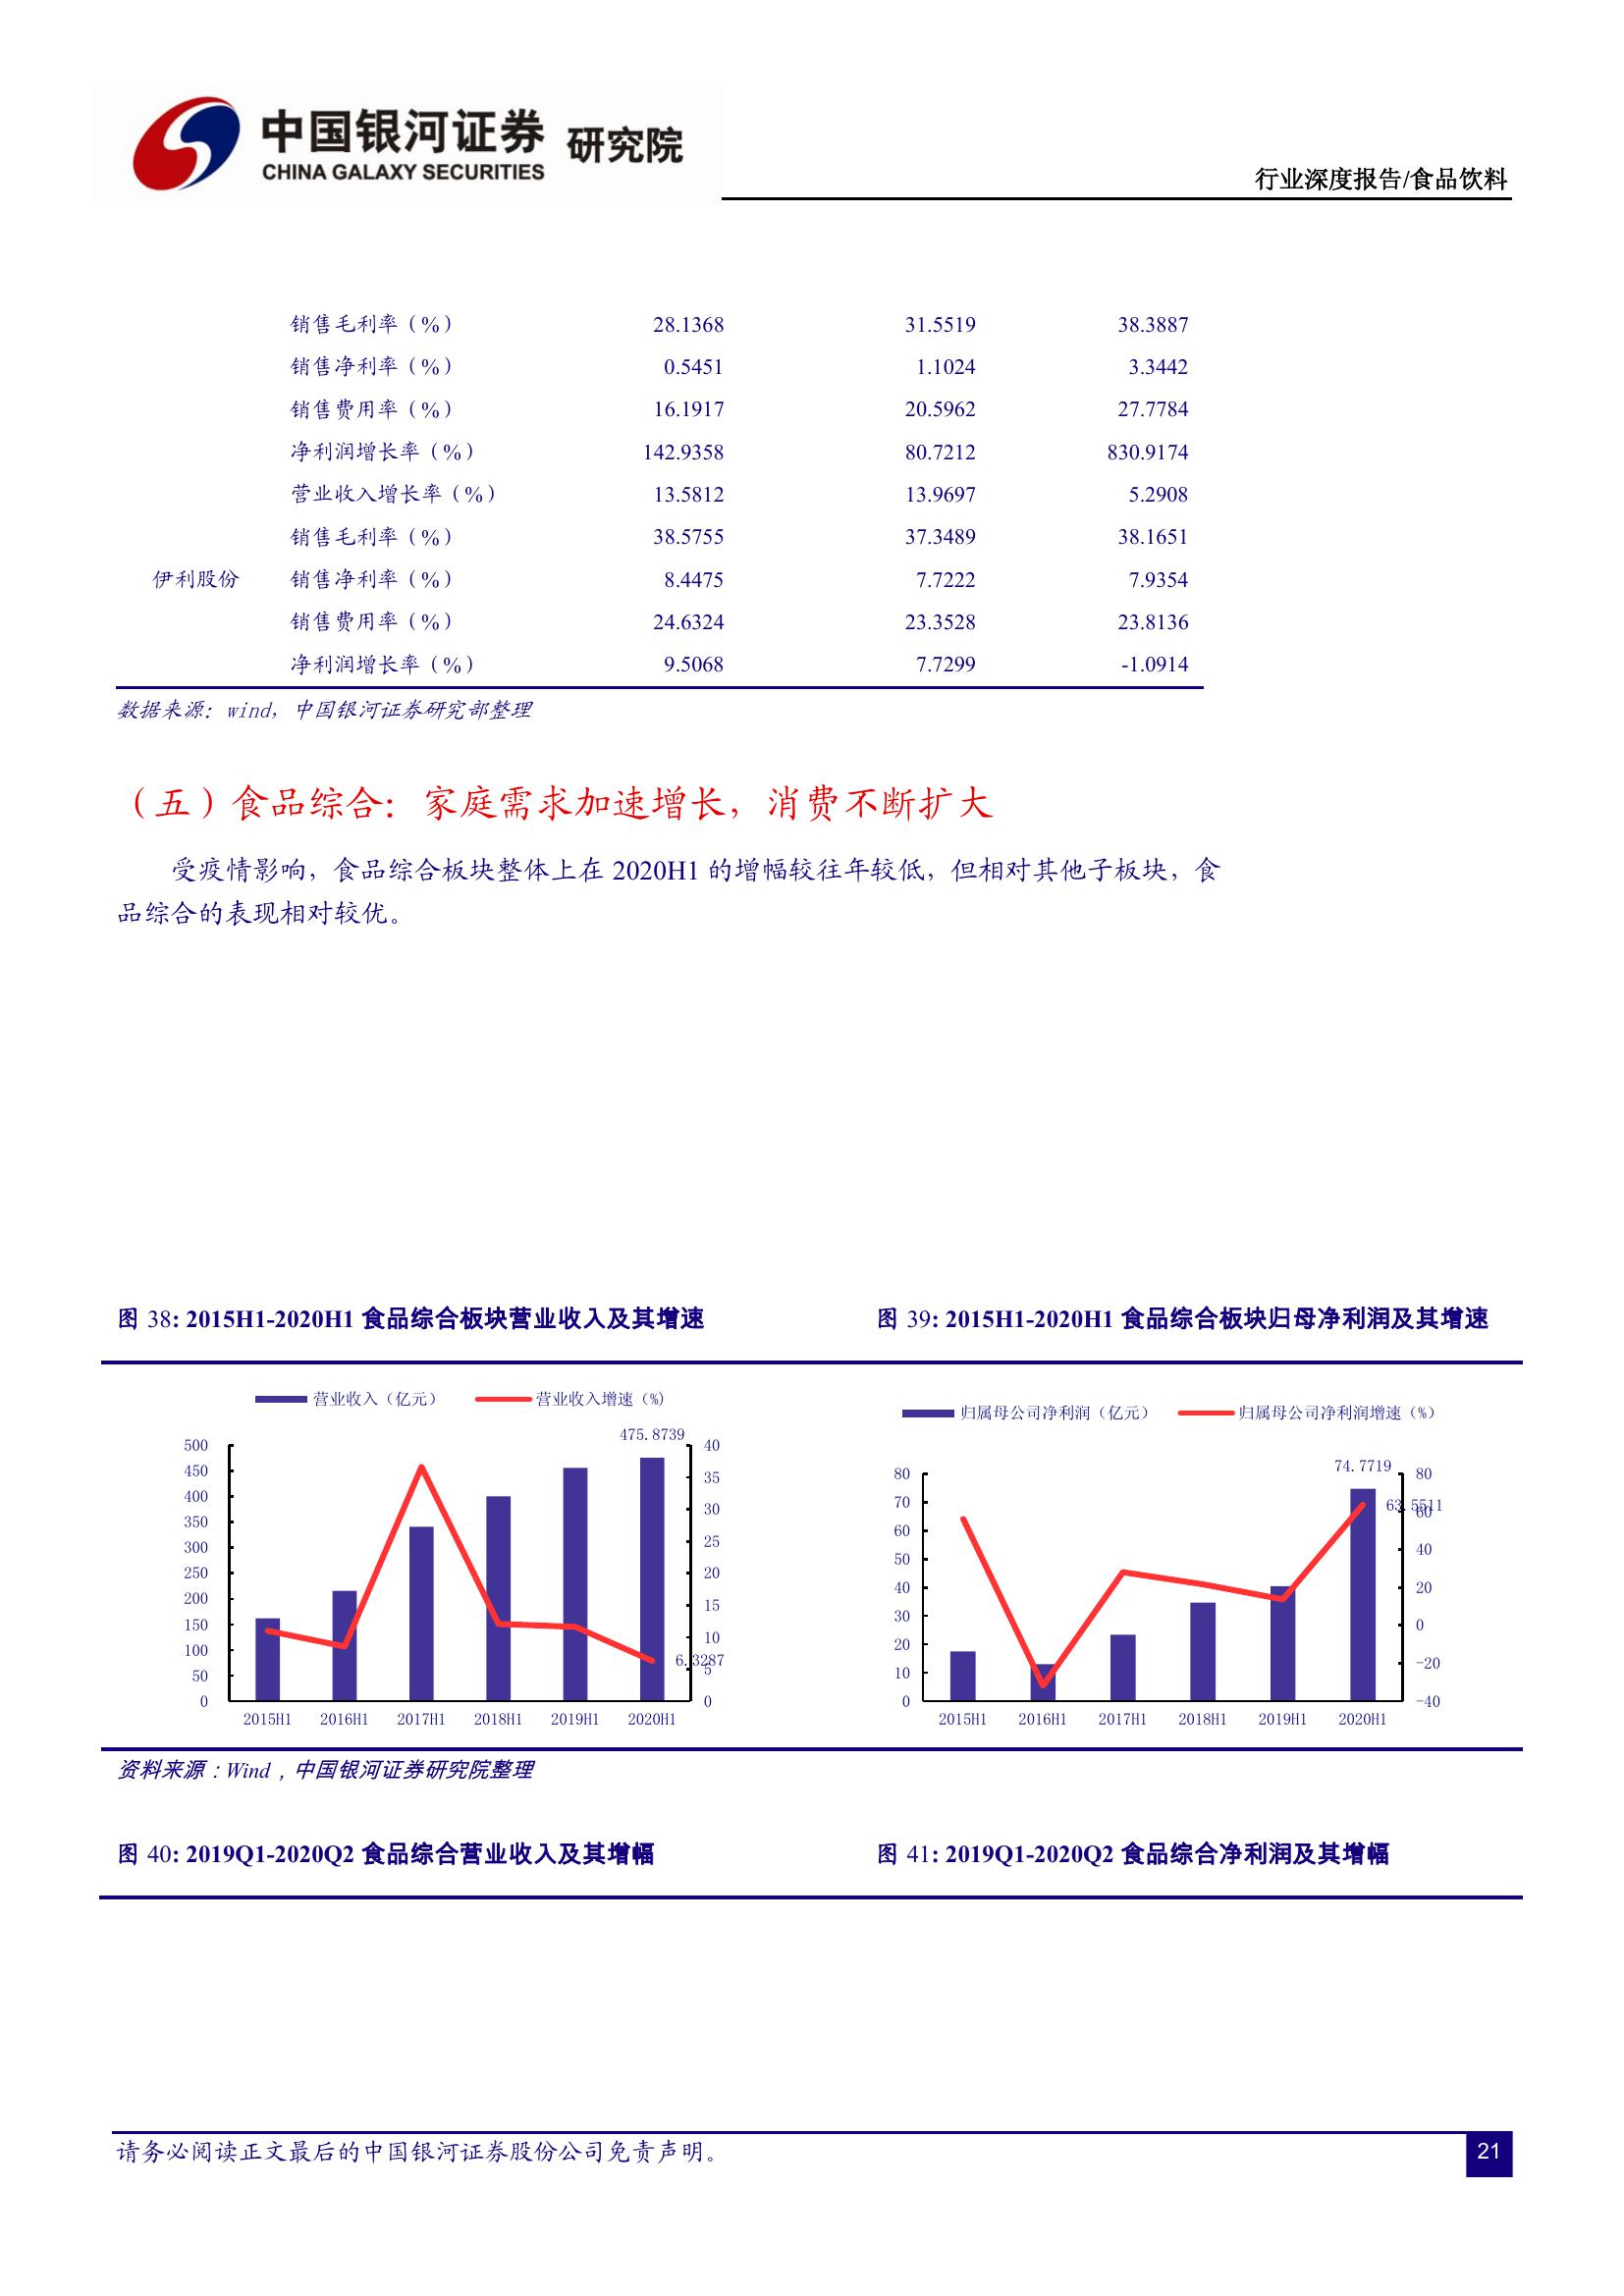 中国银河证券 研究院
CHINA GALAXY SECURITIES
行业深度报告/食品饮料
销售毛利率（%） 28.1368 31.5519 38.3887
销售净利率（%） 0.5451 1.1024 3.3442
销售费用率（%） 16.1917 20.5962 27.7784
净利润增长率（%） 142.9358 80.7212 830.9174
营业收入增长率（%） 13.5812 13.9697 5.2908
销售毛利率（%） 38.5755 37.3489 38.1651
伊利股份 销售净利率（%） 8.4475 7.7222 7.9354
销售费用率（%） 24.6324 23.3528 23.8136
净利润增长率（%） 9.5068 7.7299 -1.0914
数据来源：wind，中国银河证券研究部整理
（五）食品综合：家庭需求加速增长，消费不断扩大
受疫情影响，食品综合板块整体上在 2020H1 的增幅较往年较低，但相对其他子板块，食
品综合的表现相对较优。
图 38: 2015H1-2020H1 食品综合板块营业收入及其增速
营业收入（亿元） 营业收入增速（%）
475.8739
500 40
450 35
400
350 30
300 25
250 20
200 15
150
100 10
50 5
0 0
6.3287
2015H1 2016H1 2017H1 2018H1 2019H1 2020H1
图 39: 2015H1-2020H1 食品综合板块归母净利润及其增速
归属母公司净利润（亿元） 归属母公司净利润增速（%）
74.7719
80 80
70
63.5511
60 60
50 40
40 20
30 0
20 -20
10
0 -40
2015H1 2016H1 2017H1 2018H1 2019H1 2020H1
资料来源：Wind，中国银河证券研究院整理
图 40: 2019Q1-2020Q2 食品综合营业收入及其增幅
图 41: 2019Q1-2020Q2 食品综合净利润及其增幅
请务必阅读正文最后的中国银河证券股份公司免责声明。
21